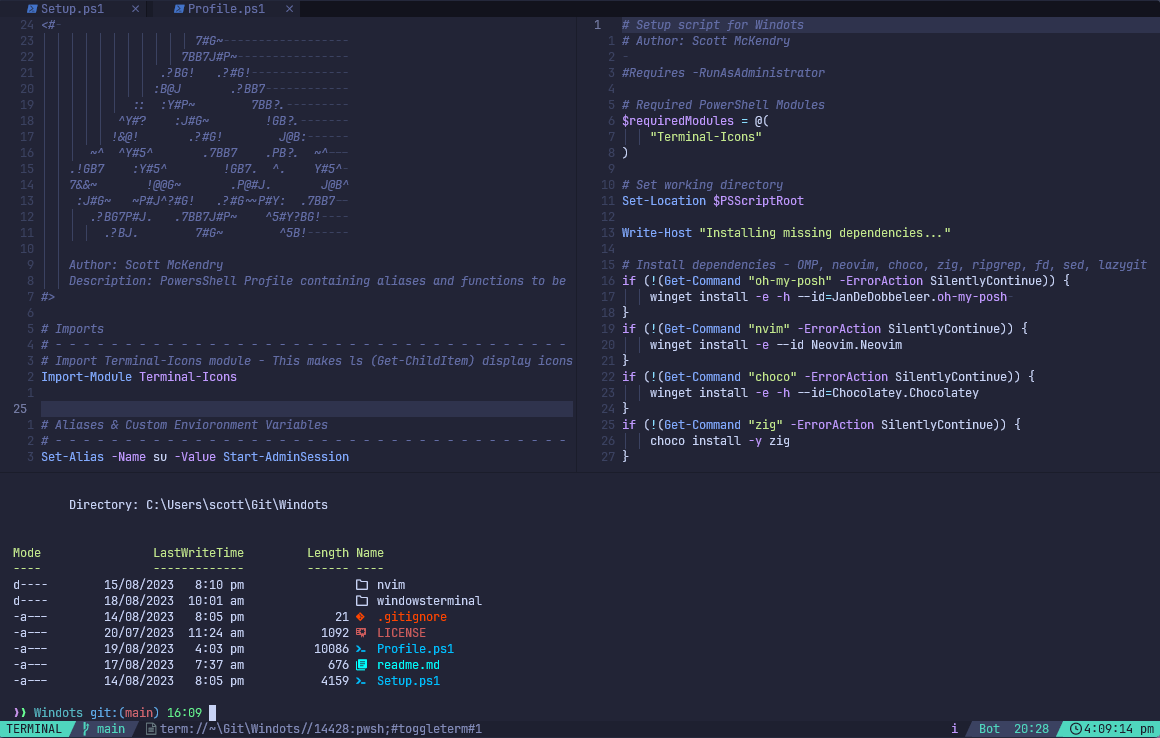 Setup.ps1 ✕ Profile.ps1 ✕
24 <#-
23 7#G~------------------
22 7BB7J#P~----------------
21 .?BG! .?#G!--------------
20 :B@J .?BB7------------
19 :: :Y#P~ 7BB?.---------
18 ^Y#? :J#G~ !GB?.-------
17 !&@! .?#G! J@B:------
16 ~^ ^Y#5^ .7BB7 .PB?. ~^---
15 .!GB7 :Y#5^ !GB7. ^. Y#5^-
14 7&&~ !@@G~ .P@#J. J@B^
13 :J#G~ ~P#J^?#G! .?#G~~P#Y: .7BB7--
12 .?BG7P#J. .7BB7J#P~ ^5#Y?BG!----
11 .?BJ. 7#G~ ^5B!------
10
9 Author: Scott McKendry
8 Description: PowersShell Profile containing aliases and functions to be
7 #>
6
5 # Imports
4 # - - - - - - - - - - - - - - - - - - - - - - - - - - - - - - - - - - - - -
3 # Import Terminal-Icons module - This makes ls (Get-ChildItem) display icons
2 Import-Module Terminal-Icons
1
25
1 # Aliases & Custom Envioronment Variables
2 # - - - - - - - - - - - - - - - - - - - - - - - - - - - - - - - - - - - - -
3 Set-Alias -Name su -Value Start-AdminSession
1 # Setup script for Windots
1 # Author: Scott McKendry
2 -
3 #Requires -RunAsAdministrator
4
5 # Required PowerShell Modules
6 $requiredModules = @(
7 "Terminal-Icons"
8 )
9
10 # Set working directory
11 Set-Location $PSScriptRoot
12
13 Write-Host "Installing missing dependencies..."
14
15 # Install dependencies - OMP, neovim, choco, zig, ripgrep, fd, sed, lazygit
16 if (!(Get-Command "oh-my-posh" -ErrorAction SilentlyContinue)) {
17 winget install -e -h --id=JanDeDobbeleer.oh-my-posh-
18 }
19 if (!(Get-Command "nvim" -ErrorAction SilentlyContinue)) {
20 winget install -e --id Neovim.Neovim
21 }
22 if (!(Get-Command "choco" -ErrorAction SilentlyContinue)) {
23 winget install -e -h --id=Chocolatey.Chocolatey
24 }
25 if (!(Get-Command "zig" -ErrorAction SilentlyContinue)) {
26 choco install -y zig
27 }
Directory: C:\Users\scott\Git\Windots
Mode LastWriteTime Length Name
---- ------------- ------ ----
d---- 15/08/2023 8:10 pm nvim
d---- 18/08/2023 10:01 am windowsterminal
-a--- 14/08/2023 8:05 pm 21 .gitignore
-a--- 20/07/2023 11:24 am 1092 LICENSE
-a--- 19/08/2023 4:03 pm 10086 Profile.ps1
-a--- 17/08/2023 7:37 am 676 readme.md
-a--- 14/08/2023 8:05 pm 4159 Setup.ps1
❯❯ Windots git:(main) 16:09
TERMINAL main term://~\Git\Windots//14428:pwsh;#toggleterm#1 i Bot 20:28 4:09:14 pm